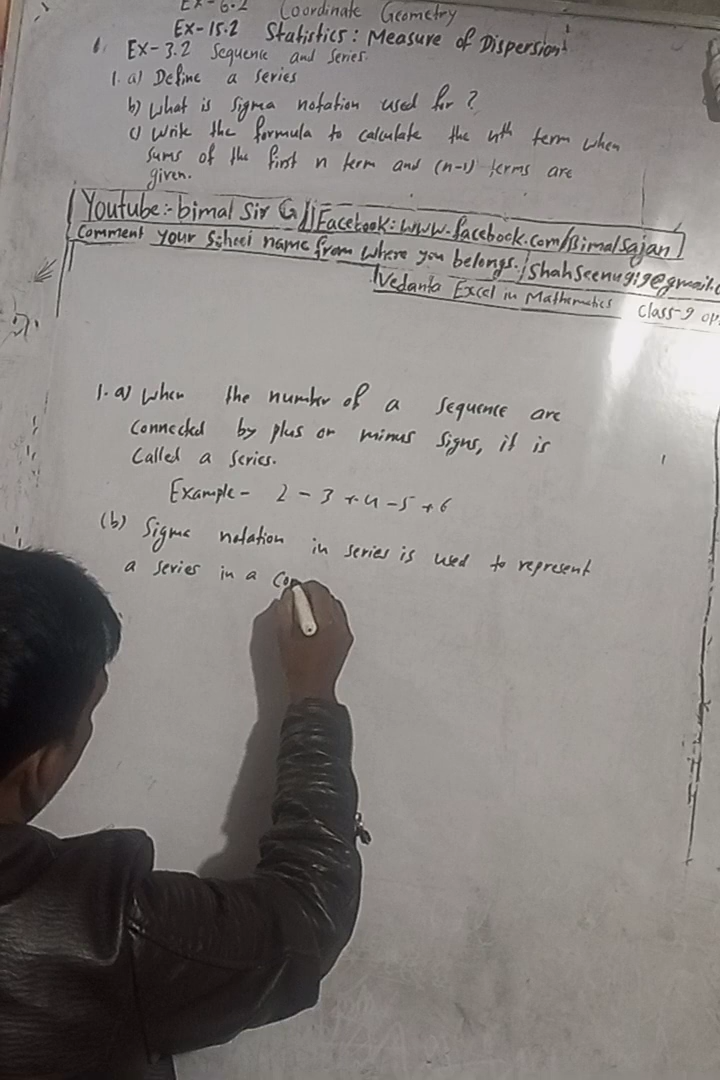 Ex-6.2 Coordinate Geometry
Ex-15.2 Statistics: Measure of Dispersion
Ex-3.2 Sequence and Series.
1. a) Define a series
b) What is sigma notation used for?
c) Write the formula to calculate the nth term when
sums of the first n term and (n-1) terms are
given.
Youtube:- bimal Sir G || Facebook: www.facebook.com/Bimalsajan
Comment your School name from where you belongs. / shahseenu919@gmail.c
Vedanta Excel in Mathematics Class-9 op
1. a) When the number of a sequence are
connected by plus or minus signs, it is
called a series.
Example- 2-3+4-5+6
(b) Sigma notation in series is used to represent
a series in a com